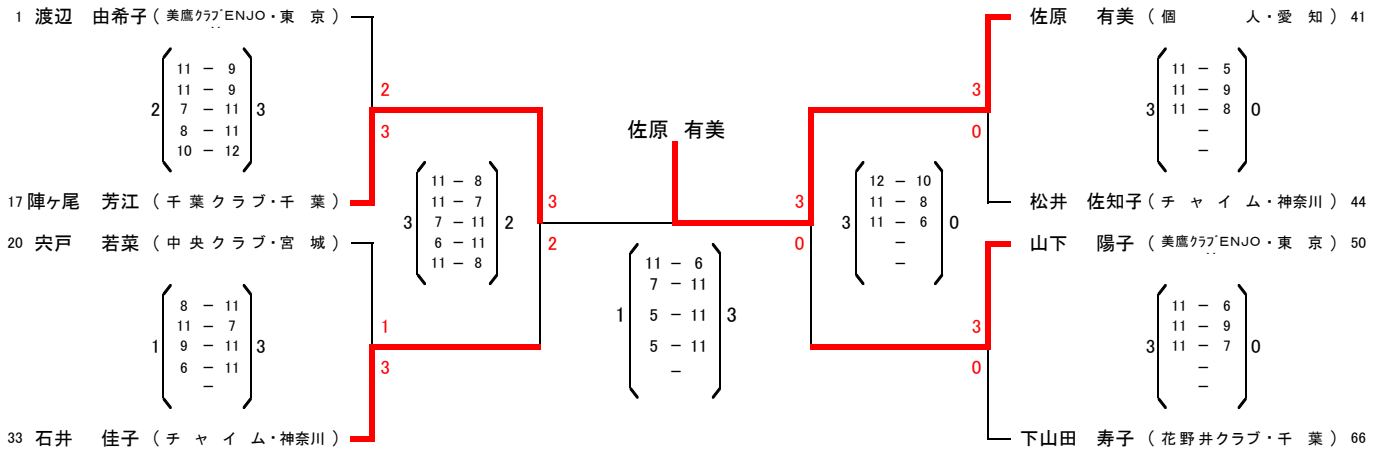 1 渡辺 由希子 ( 美鷹クラブENJO・東 京 )
11 － 9
11 － 9
2 7 － 11 3
8 － 11
10 － 12
2
3
17 陣ヶ尾 芳江 ( 千 葉 ク ラ ブ・千 葉 )
20 宍戸 若菜 ( 中 央 ク ラ ブ・宮 城 )
8 － 11
11 － 7
1 9 － 11 3
6 － 11
－
1
3
33 石井 佳子 ( チ ャ イ ム・神奈川 )
11 － 8
11 － 7
3 7 － 11 2
6 － 11
11 － 8
3
2
佐原 有美
11 － 6
7 － 11
1 5 － 11 3
5 － 11
－
3
0
12 － 10
11 － 8
3 11 － 6 0
－
－
佐原 有美 ( 個 人・愛 知 ) 41
3
0
11 － 5
11 － 9
3 11 － 8 0
－
－
松井 佐知子 ( チ ャ イ ム・神奈川 ) 44
山下 陽子 ( 美鷹クラブENJO・東 京 ) 50
3
0
11 － 6
11 － 9
3 11 － 7 0
－
－
下山田 寿子 ( 花野井クラブ・千 葉 ) 66